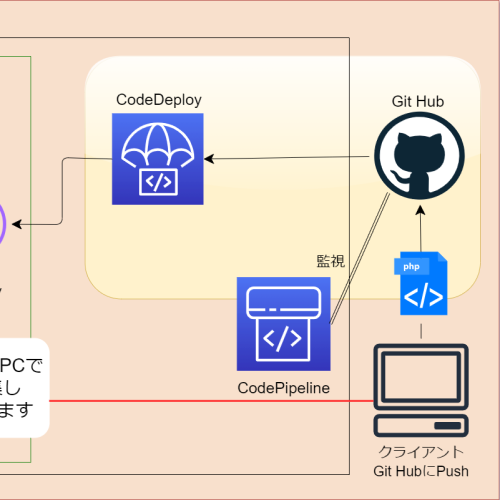 CodeDeploy
Git Hub
監視
php
</>
</>
</>
CodePipeline
PCで
し
ます
クライアント
Git HubにPush